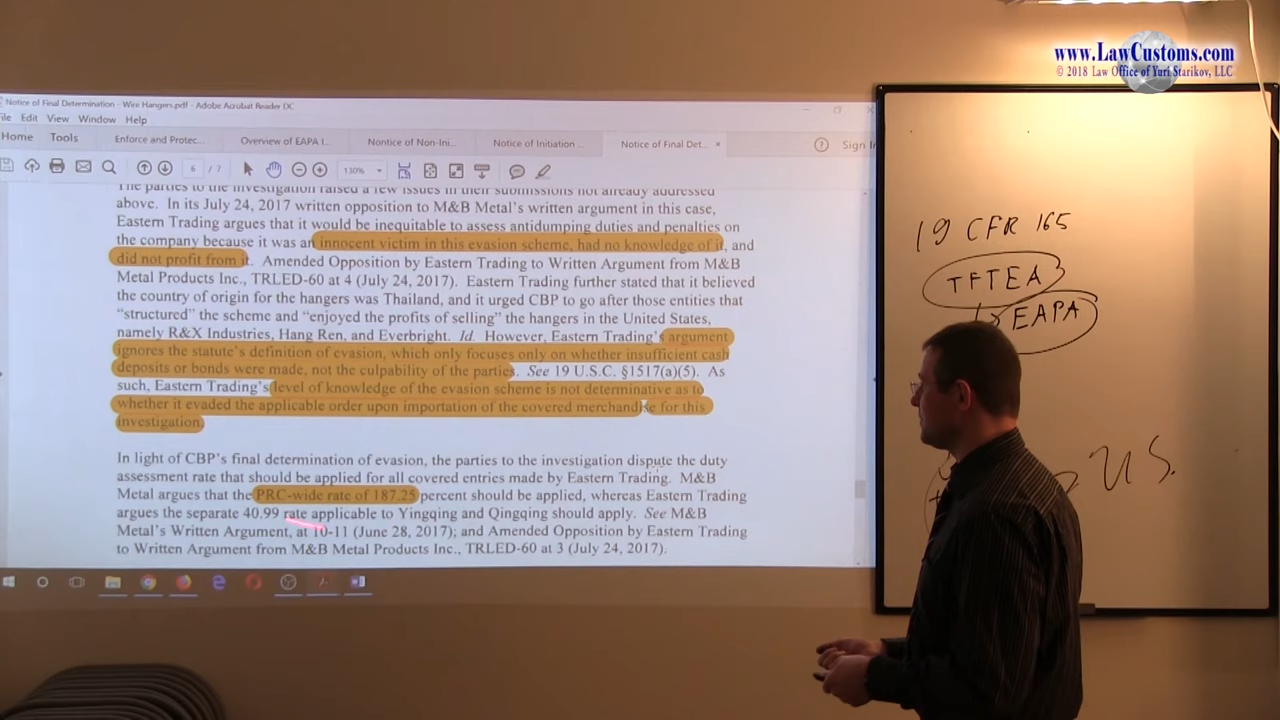 www.LawCustoms.com
© 2018 Law Office of Yuri Starikov, LLC
Notice of Final Determination - Wire Hangers.pdf - Adobe Acrobat Reader DC
File Edit View Window Help
Home Tools Enforce and Protec... Overview of EAPA I... Nontice of Non-Ini... Notice of Initiation ... Notice of Final Det... × Sign In
6 / 7 130%
The parties to the investigation raised a few issues in their submissions not already addressed
above. In its July 24, 2017 written opposition to M&B Metal's written argument in this case,
Eastern Trading argues that it would be inequitable to assess antidumping duties and penalties on
the company because it was an innocent victim in this evasion scheme, had no knowledge of it, and
did not profit from it. Amended Opposition by Eastern Trading to Written Argument from M&B
Metal Products Inc., TRLED-60 at 4 (July 24, 2017). Eastern Trading further stated that it believed
the country of origin for the hangers was Thailand, and it urged CBP to go after those entities that
“structured” the scheme and “enjoyed the profits of selling” the hangers in the United States,
namely R&X Industries, Hang Ren, and Everbright. Id. However, Eastern Trading's argument
ignores the statute's definition of evasion, which only focuses only on whether insufficient cash
deposits or bonds were made, not the culpability of the parties. See 19 U.S.C. §1517(a)(5). As
such, Eastern Trading's level of knowledge of the evasion scheme is not determinative as to
whether it evaded the applicable order upon importation of the covered merchandise for this
investigation.
In light of CBP's final determination of evasion, the parties to the investigation dispute the duty
assessment rate that should be applied for all covered entries made by Eastern Trading. M&B
Metal argues that the PRC-wide rate of 187.25 percent should be applied, whereas Eastern Trading
argues the separate 40.99 rate applicable to Yingqing and Qingqing should apply. See M&B
Metal's Written Argument, at 10-11 (June 28, 2017); and Amended Opposition by Eastern Trading
to Written Argument from M&B Metal Products Inc., TRLED-60 at 3 (July 24, 2017).
19 CFR 165
TFTEA
EAPA
U.S.